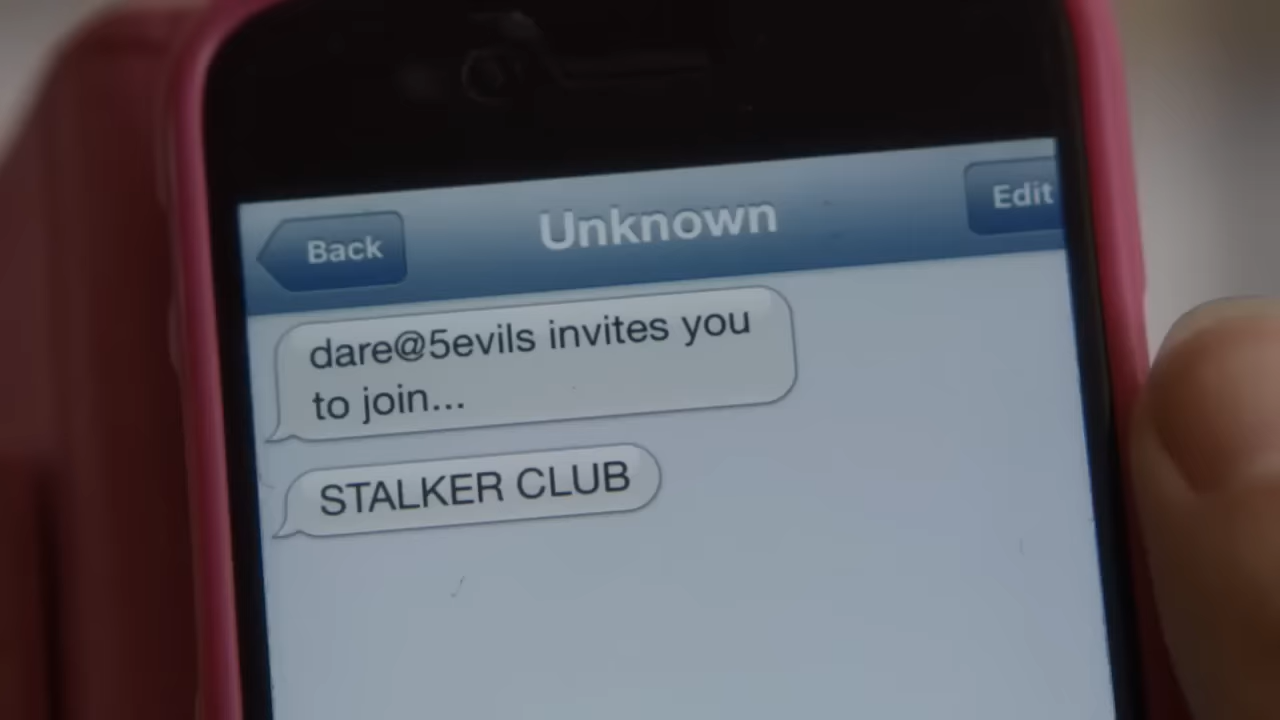 Back
Unknown
Edit
dare@5evils invites you
to join...
STALKER CLUB